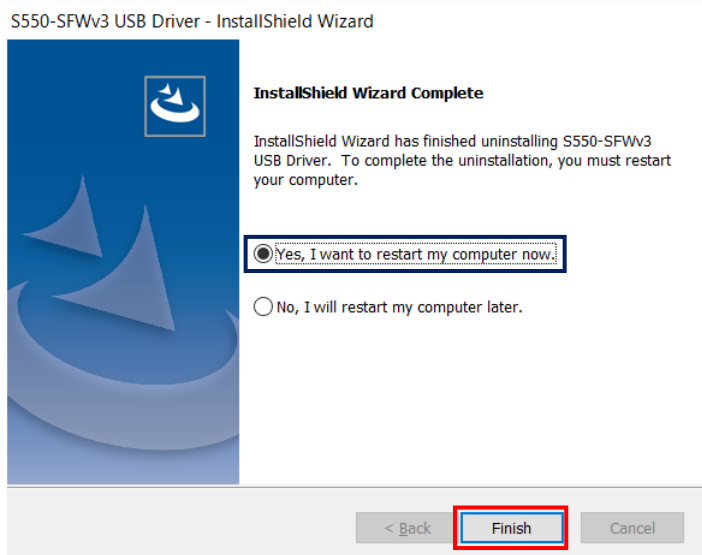 S550-SFWv3 USB Driver - InstallShield Wizard
InstallShield Wizard Complete
InstallShield Wizard has finished uninstalling S550-SFWv3
USB Driver. To complete the uninstallation, you must restart
your computer.
Yes, I want to restart my computer now.
No, I will restart my computer later.
< Back
Finish
Cancel